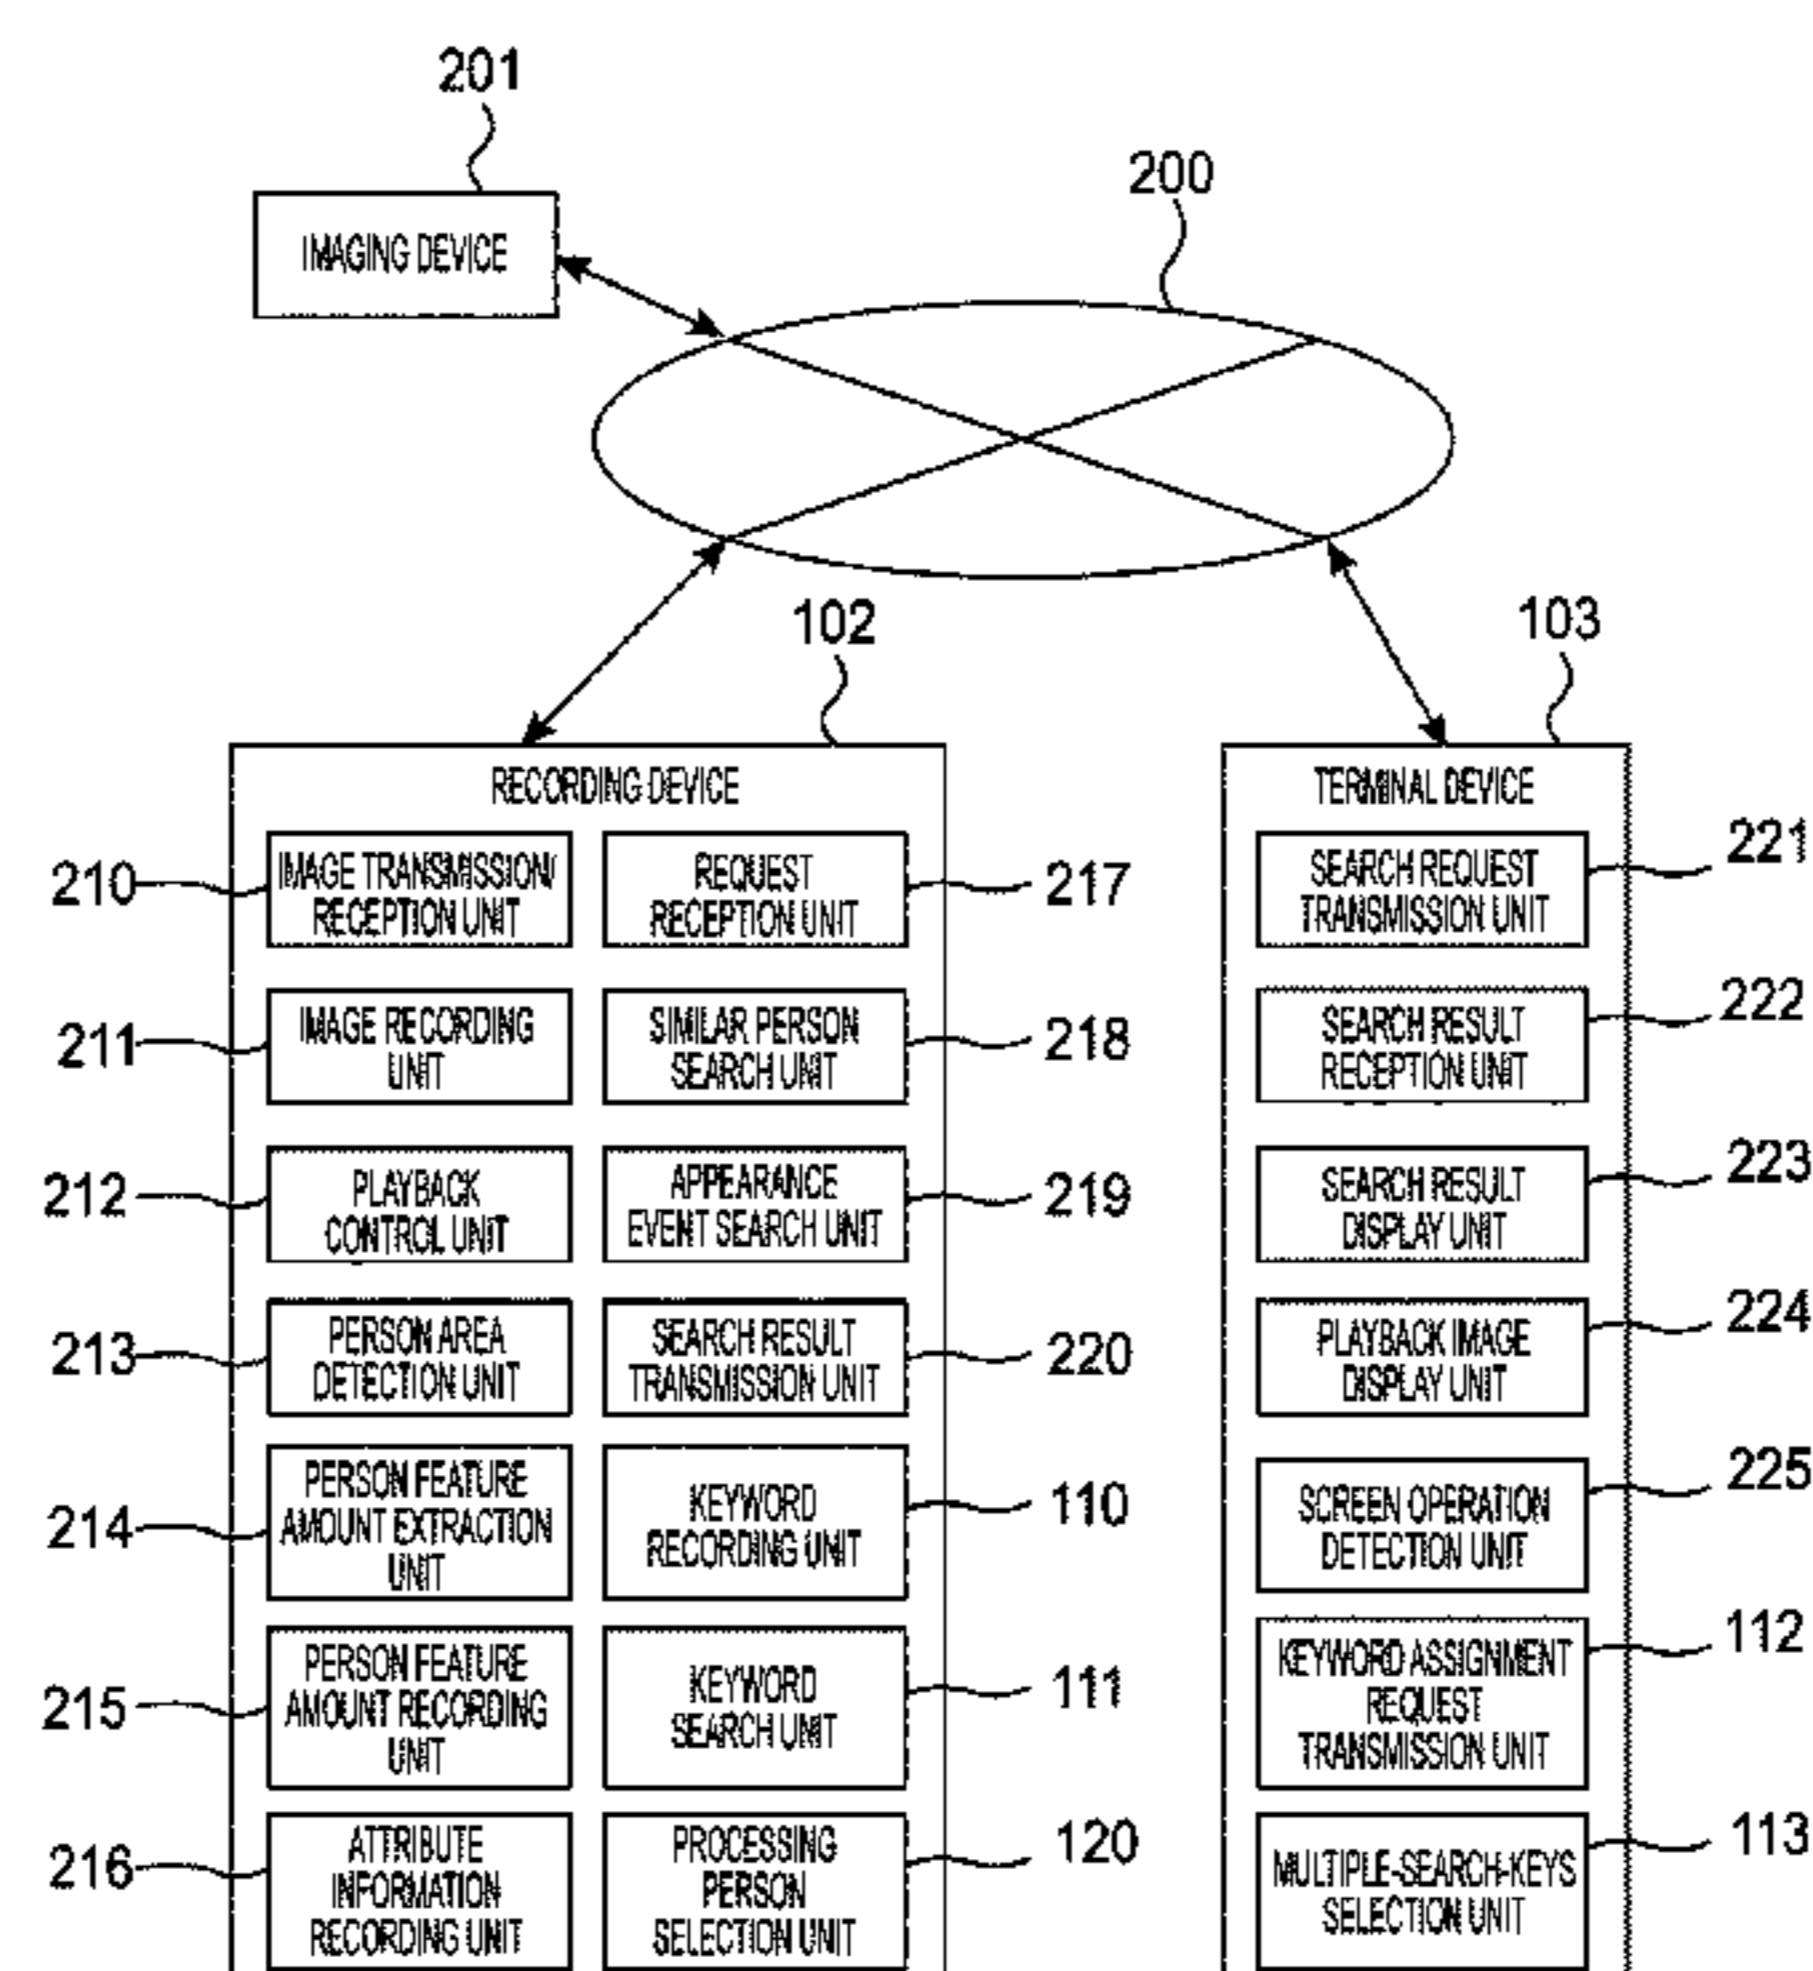 201
200
IMAGING DEVICE
102
103
RECORDING DEVICE
TERMINAL DEVICE
210
IMAGE TRANSMISSION/
RECEPTION UNIT
REQUEST
RECEPTION UNIT
217
SEARCH REQUEST
TRANSMISSION UNIT
221
211
IMAGE RECORDING
UNIT
SIMILAR PERSON
SEARCH UNIT
218
SEARCH RESULT
RECEPTION UNIT
222
212
PLAYBACK
CONTROL UNIT
APPEARANCE
EVENT SEARCH UNIT
219
SEARCH RESULT
DISPLAY UNIT
223
213
PERSON AREA
DETECTION UNIT
SEARCH RESULT
TRANSMISSION UNIT
220
PLAYBACK IMAGE
DISPLAY UNIT
224
214
PERSON FEATURE
AMOUNT EXTRACTION
UNIT
KEYWORD
RECORDING UNIT
110
SCREEN OPERATION
DETECTION UNIT
225
215
PERSON FEATURE
AMOUNT RECORDING
UNIT
KEYWORD
SEARCH UNIT
111
KEYWORD ASSIGNMENT
REQUEST
TRANSMISSION UNIT
112
216
ATTRIBUTE
INFORMATION
RECORDING UNIT
PROCESSING
PERSON
SELECTION UNIT
120
MULTIPLE-SEARCH-KEYS
SELECTION UNIT
113